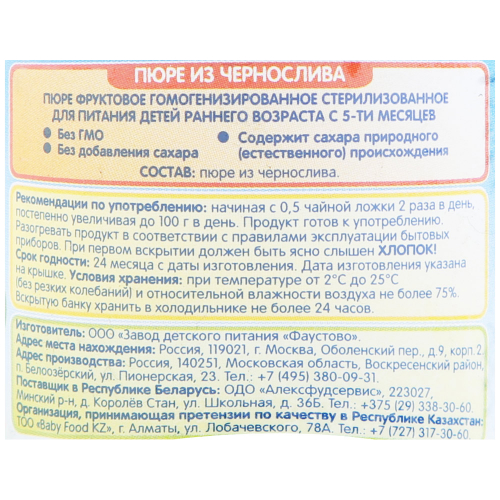 ПЮРЕ ИЗ ЧЕРНОСЛИВА
ПЮРЕ ФРУКТОВОЕ ГОМОГЕНИЗИРОВАННОЕ СТЕРИЛИЗОВАННОЕ
ДЛЯ ПИТАНИЯ ДЕТЕЙ РАННЕГО ВОЗРАСТА С 5-ТИ МЕСЯЦЕВ
● Без ГМО
● Без добавления сахара
● Содержит сахара природного
(естественного) происхождения
СОСТАВ: пюре из чернослива.
Рекомендации по употреблению: начиная с 0,5 чайной ложки 2 раза в день,
постепенно увеличивая до 100 г в день. Продукт готов к употреблению.
Разогревать продукт в соответствии с правилами эксплуатации бытовых
приборов. При первом вскрытии должен быть ясно слышен ХЛОПОК!
Срок годности: 24 месяца с даты изготовления. Дата изготовления указана
на крышке. Условия хранения: при температуре от 2°С до 25°С
(без резких колебаний) и относительной влажности воздуха не более 75%.
Вскрытую банку хранить в холодильнике не более 24 часов.
Изготовитель: ООО «Завод детского питания «Фаустово».
Адрес места нахождения: Россия, 119021, г. Москва, Оболенский пер., д.9, корп.2.
Адрес производства: Россия, 140251, Московская область, Воскресенский район,
п. Белоозёрский, ул. Пионерская, 23. Тел.: +7 (495) 380-09-31.
Поставщик в Республике Беларусь: ОДО «Алексфудсервис», 223027,
Минский р-н, д. Королёв Стан, ул. Школьная, д. 36Б. Тел.: +375 (29) 338-30-60.
Организация, принимающая претензии по качеству в Республике Казахстан:
ТОО «Baby Food KZ», г. Алматы, ул. Лобачевского, 78А. Тел.: +7 (727) 317-30-60.